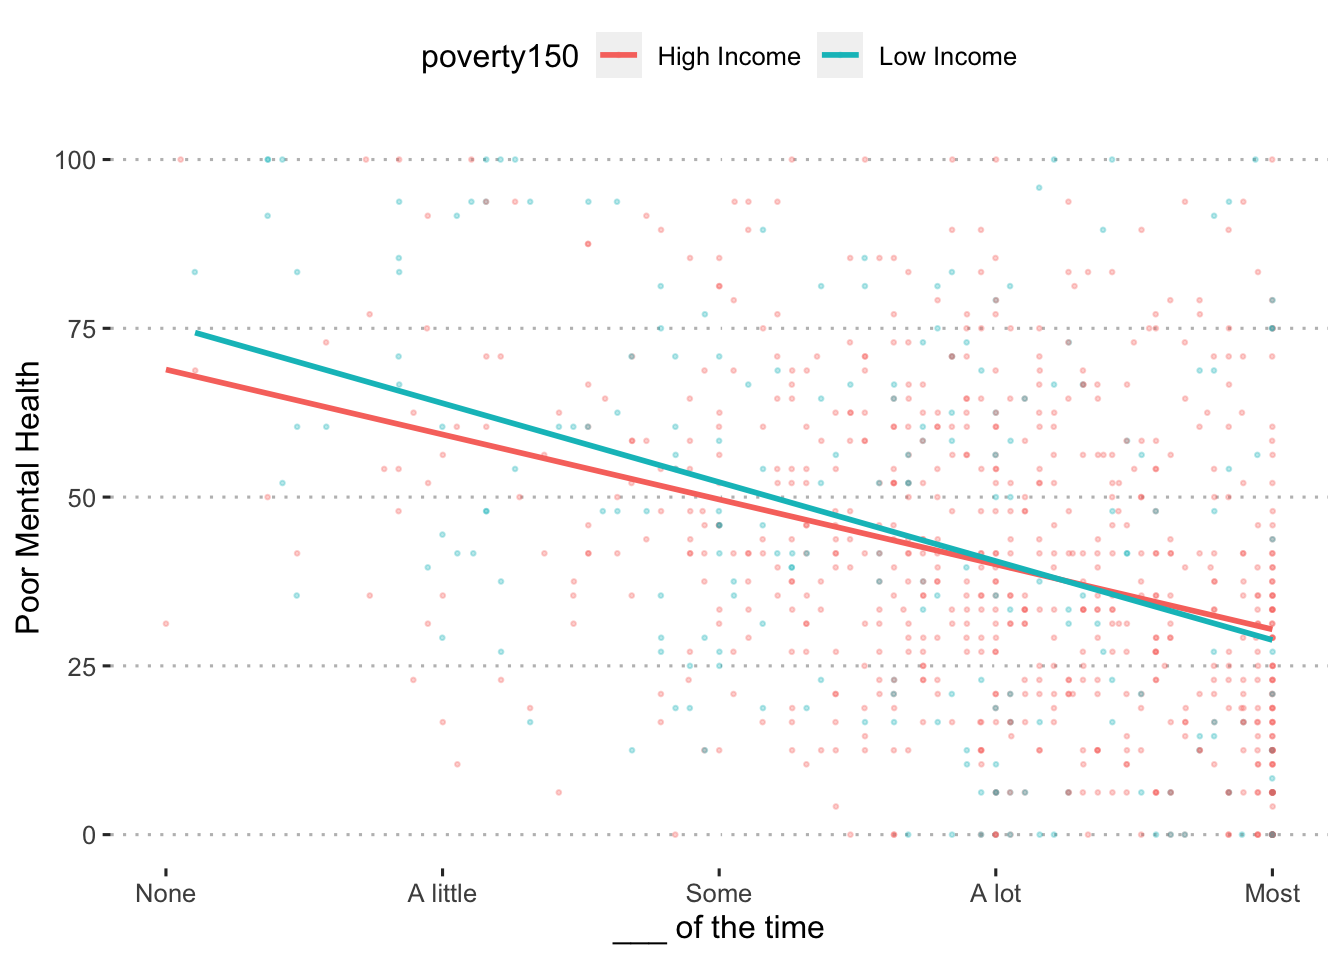 poverty150 High Income Low Income
100
75
50
25
0
Poor Mental Health
None A little Some A lot Most
___ of the time